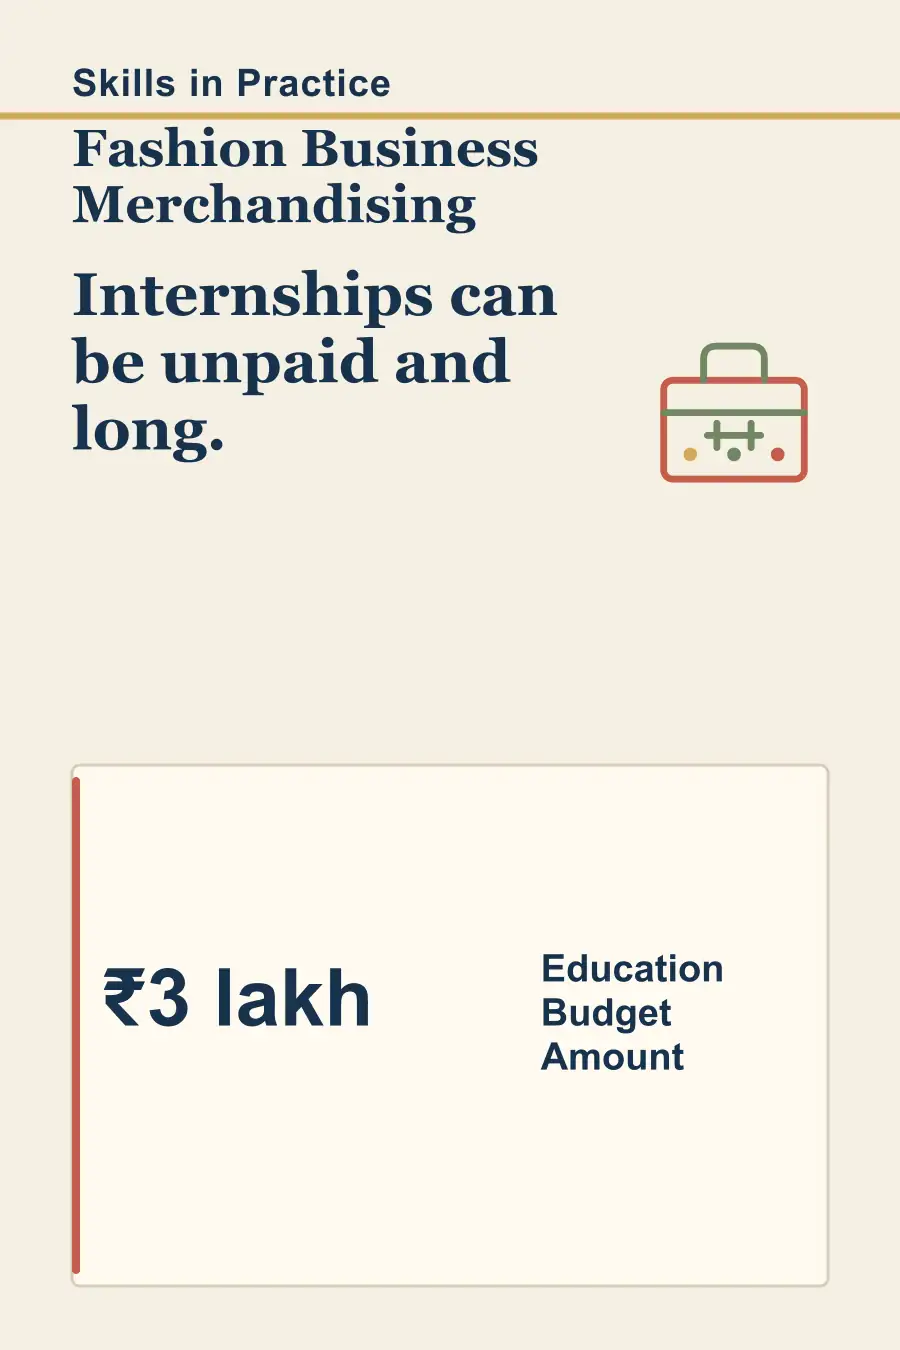 Skills in Practice
Fashion Business
Merchandising
Internships can
be unpaid and
long.
₹3 lakh
Education
Budget
Amount